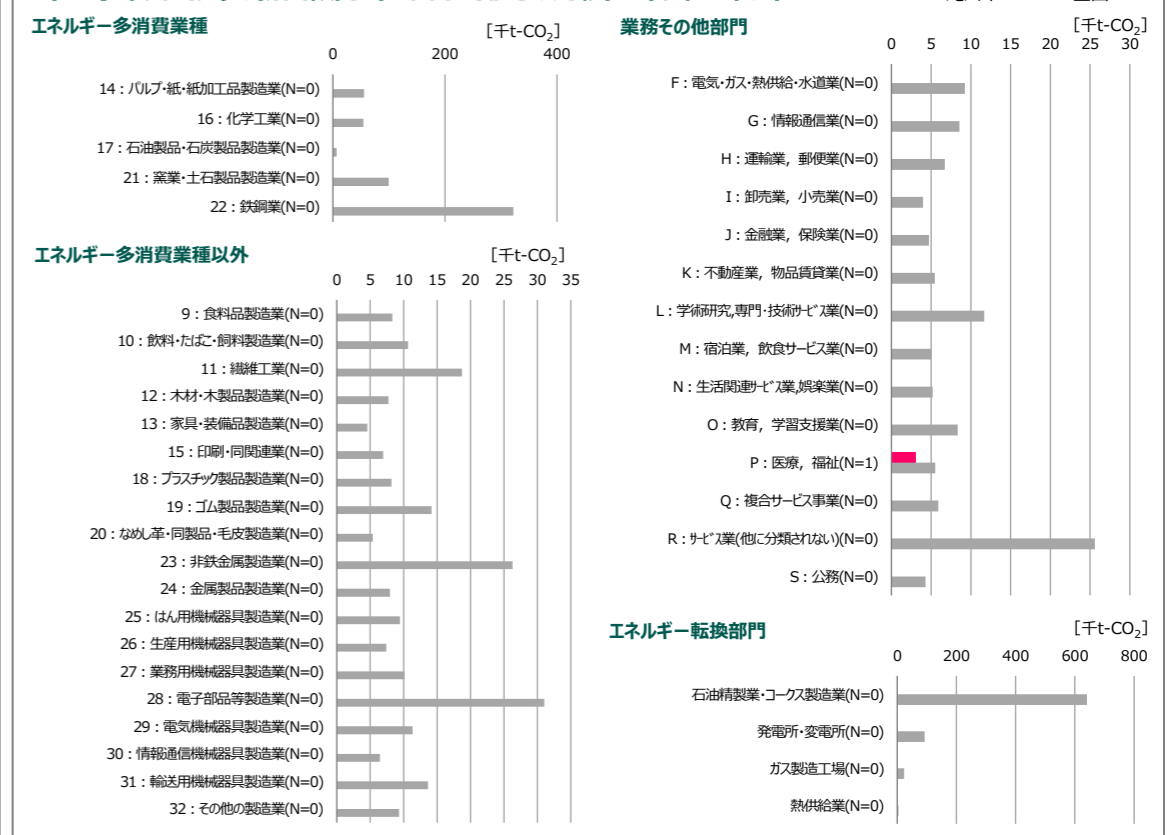 エネルギー多消費業種
[千t-CO₂]
0 200 400
14：パルプ・紙・紙加工品製造業(N=0)
16：化学工業(N=0)
17：石油製品・石炭製品製造業(N=0)
21：窯業・土石製品製造業(N=0)
22：鉄鋼業(N=0)
エネルギー多消費業種以外
[千t-CO₂]
0 5 10 15 20 25 30 35
9：食料品製造業(N=0)
10：飲料・たばこ・飼料製造業(N=0)
11：繊維工業(N=0)
12：木材・木製品製造業(N=0)
13：家具・装備品製造業(N=0)
15：印刷・同関連業(N=0)
18：プラスチック製品製造業(N=0)
19：ゴム製品製造業(N=0)
20：なめし革・同製品・毛皮製造業(N=0)
23：非鉄金属製造業(N=0)
24：金属製品製造業(N=0)
25：はん用機械器具製造業(N=0)
26：生産用機械器具製造業(N=0)
27：業務用機械器具製造業(N=0)
28：電子部品等製造業(N=0)
29：電気機械器具製造業(N=0)
30：情報通信機械器具製造業(N=0)
31：輸送用機械器具製造業(N=0)
32：その他の製造業(N=0)
業務その他部門
[千t-CO₂]
0 5 10 15 20 15 25 30
F：電気・ガス・熱供給・水道業(N=0)
G：情報通信業(N=0)
H：運輸業，郵便業(N=0)
I：卸売業，小売業(N=0)
J：金融業，保険業(N=0)
K：不動産業，物品賃貸業(N=0)
L：学術研究,専門・技術サービス業(N=0)
M：宿泊業，飲食サービス業(N=0)
N：生活関連サービス業,娯楽業(N=0)
O：教育，学習支援業(N=0)
P：医療，福祉(N=1)
Q：複合サービス事業(N=0)
R：サービス業(他に分類されない)(N=0)
S：公務(N=0)
エネルギー転換部門
[千t-CO₂]
0 200 400 600 800
石油精製業・コークス製造業(N=0)
発電所・変電所(N=0)
ガス製造工場(N=0)
熱供給業(N=0)